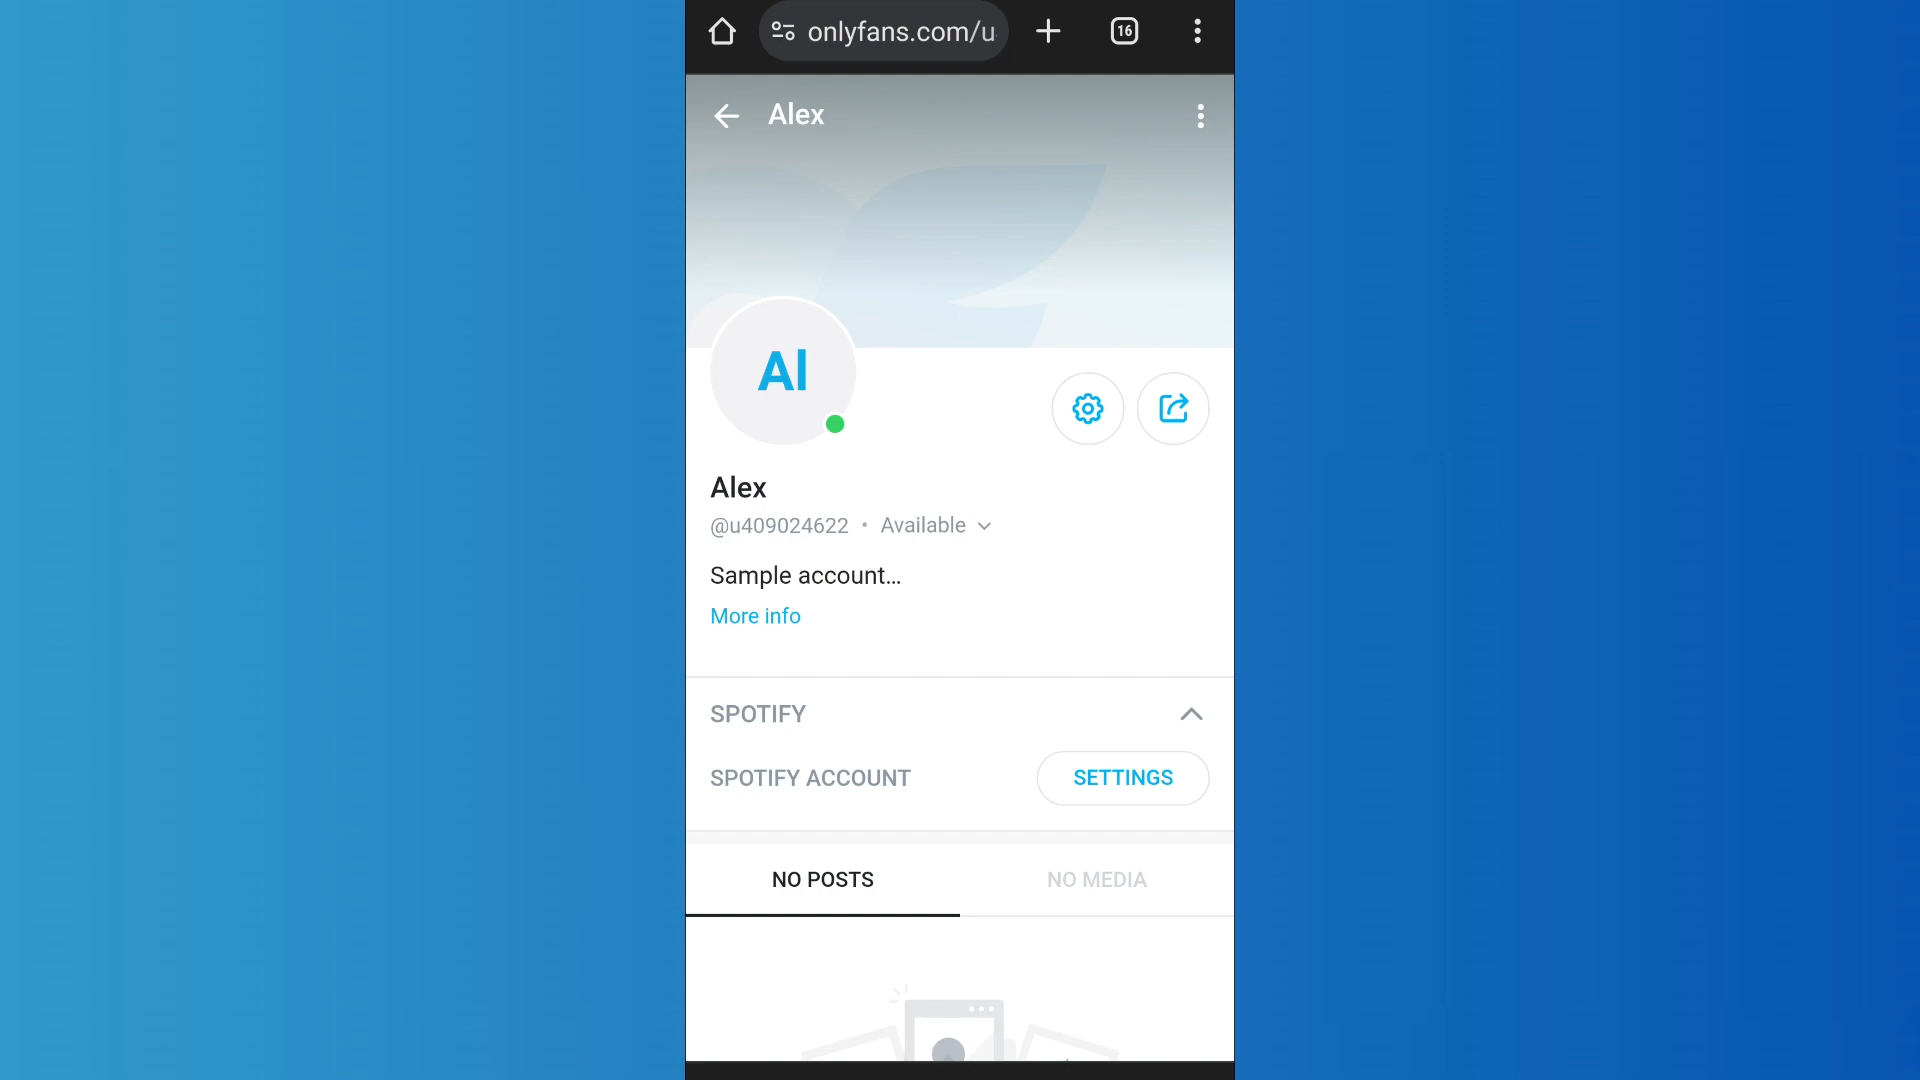 onlyfans.com/u
16
Alex
Al
Alex
@u409024622 • Available
Sample account...
More info
SPOTIFY
SPOTIFY ACCOUNT
SETTINGS
NO POSTS
NO MEDIA